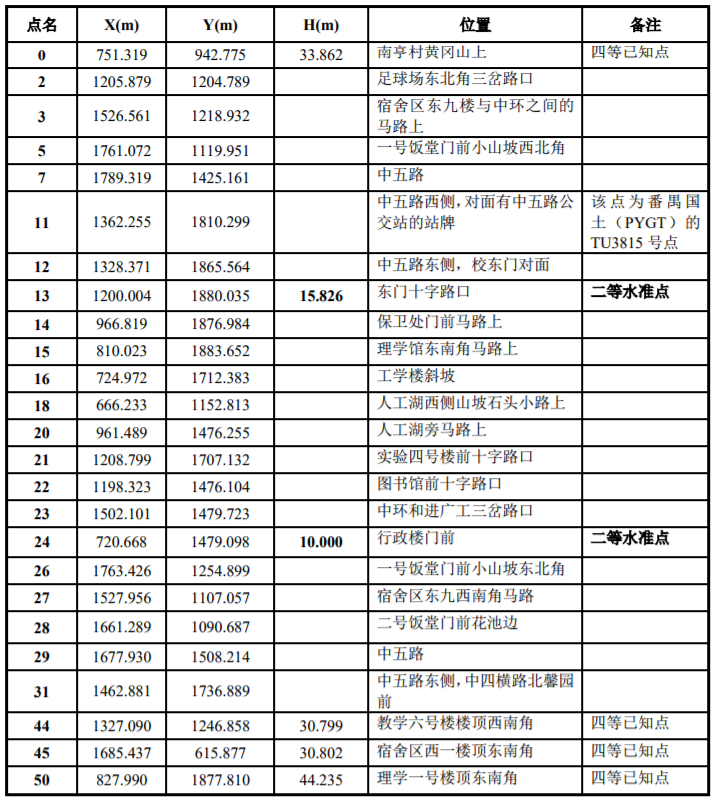 点名 X(m) Y(m) H(m) 位置 备注
0 751.319 942.775 33.862 南亭村黄冈山上 四等已知点
2 1205.879 1204.789 足球场东北角三岔路口
3 1526.561 1218.932 宿舍区东九楼与中环之间的
马路上
5 1761.072 1119.951 一号饭堂门前小山坡西北角
7 1789.319 1425.161 中五路
11 1362.255 1810.299 中五路西侧,对面有中五路公
交站的站牌 该点为番禺国
土（PYGT）的
TU3815 号点
12 1328.371 1865.564 中五路东侧，校东门对面
13 1200.004 1880.035 15.826 东门十字路口 二等水准点
14 966.819 1876.984 保卫处门前马路上
15 810.023 1883.652 理学馆东南角马路上
16 724.972 1712.383 工学楼斜坡
18 666.233 1152.813 人工湖西侧山坡石头小路上
20 961.489 1476.255 人工湖旁马路上
21 1208.799 1707.132 实验四号楼前十字路口
22 1198.323 1476.104 图书馆前十字路口
23 1502.101 1479.723 中环和进广工三岔路口
24 720.668 1479.098 10.000 行政楼门前 二等水准点
26 1763.426 1254.899 一号饭堂门前小山坡东北角
27 1527.956 1107.057 宿舍区东九西南角马路
28 1661.289 1090.687 二号饭堂门前花池边
29 1677.930 1508.214 中五路
31 1462.881 1736.889 中五路东侧,中四横路北馨园
前
44 1327.090 1246.858 30.799 教学六号楼楼顶西南角 四等已知点
45 1685.437 615.877 30.802 宿舍区西一楼顶东南角 四等已知点
50 827.990 1877.810 44.235 理学一号楼顶东南角 四等已知点